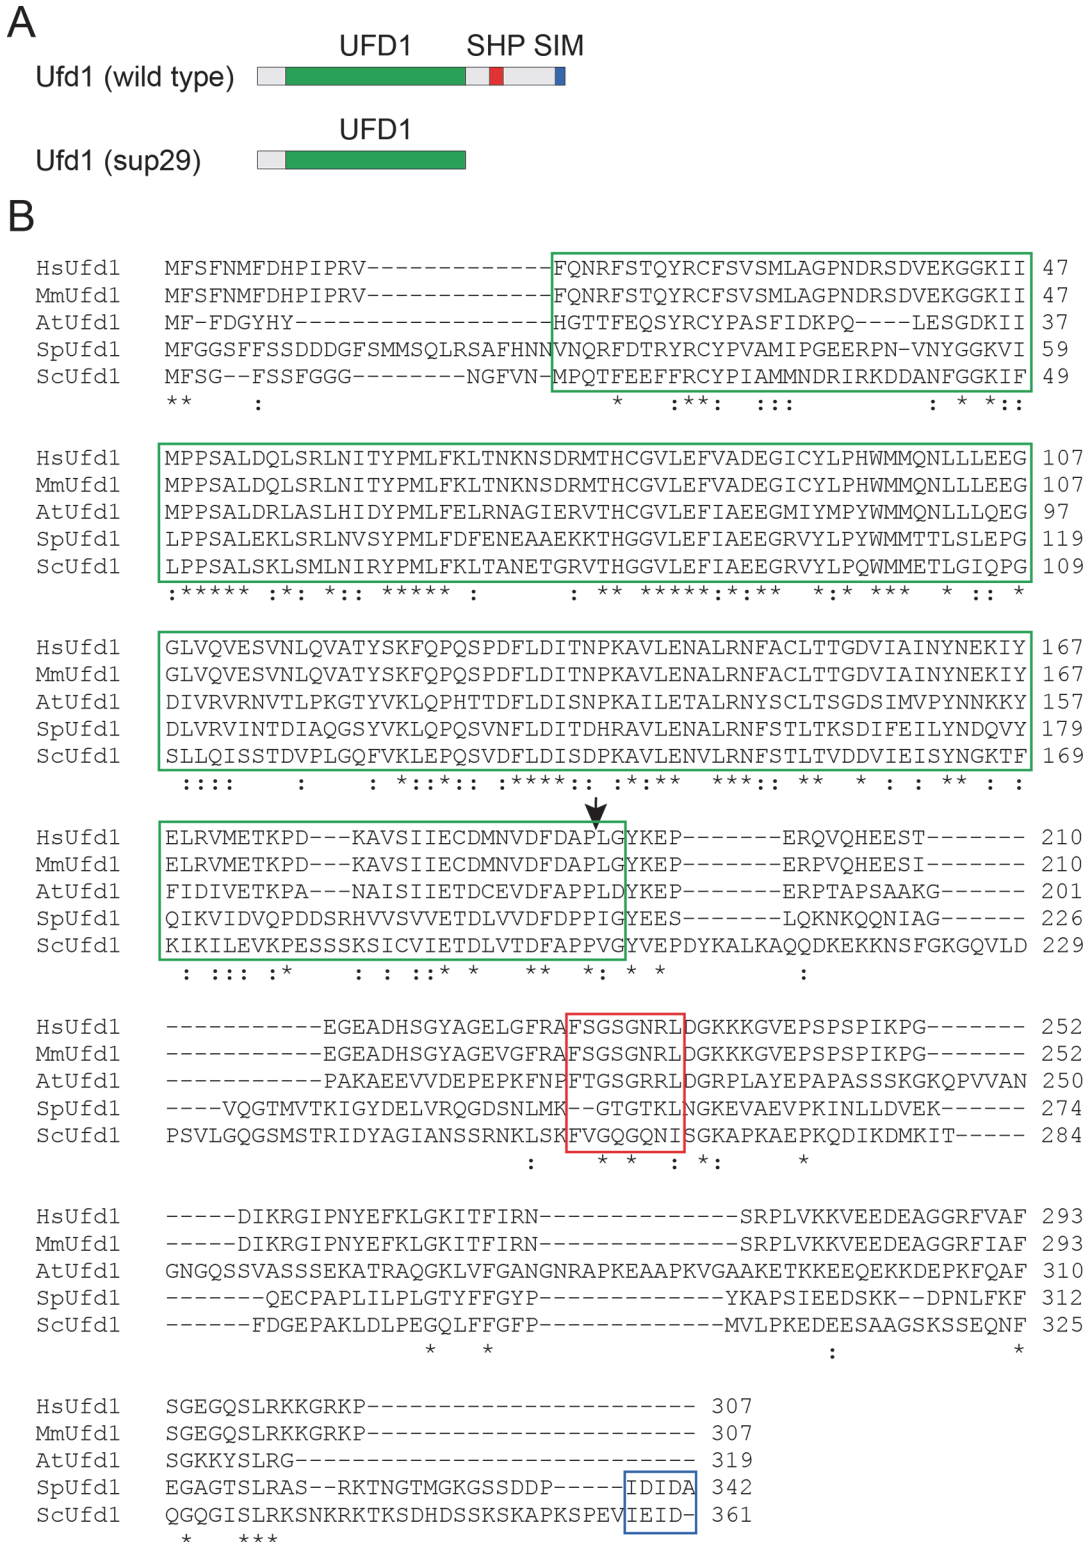 A
UFD1 SHP SIM
Ufd1 (wild type)
UFD1
Ufd1 (sup29)
B
HsUfd1 MFSFNMFDHPIPRV-------------FQNRFSTQYRCFSVSMLAGPNDRSDVEKGGKII 47
MmUfd1 MFSFNMFDHPIPRV-------------FQNRFSTQYRCFSVSMLAGPNDRSDVEKGGKII 47
AtUfd1 MF-FDGYHY------------------HGTTFEQSYRCYPASFIDKPQ----LESGDKII 37
SpUfd1 MFGGSFFSSDDDGFSMMSQLRSAFHNNVNQRFDTRYRCYPVAMIPGEERPN-VNYGGKVI 59
ScUfd1 MFSG--FSSFGGG--------NGFVN-MPQTFEEFFRCYPIAMMNDRIRKDDANFGGKIF 49
** : * :**: ::: : * *::
HsUfd1 MPPSALDQLSRLNITYPMLFKLTNKNSDRMTHCGVLEFVADEGICYLPHWMMQNLLLEEG 107
MmUfd1 MPPSALDQLSRLNITYPMLFKLTNKNSDRMTHCGVLEFVADEGICYLPHWMMQNLLLEEG 107
AtUfd1 MPPSALDRLASLHIDYPMLFELRNAGIERVTHCGVLEFIAEEGMIYMPYWMMQNLLLQEG 97
SpUfd1 LPPSALEKLSRLNVSYPMLFDFENEAAEKKTHGGVLEFIAEEGRVYLPYWMMTTLSLEPG 119
ScUfd1 LPPSALSKLSMLNIRYPMLFKLTANETGRVTHGGVLEFIAEEGRVYLPQWMMETLGIQPG 109
:***** :*: *:: ***** : : ** *****:*:** *:* *** * :: *
HsUfd1 GLVQVESVNLQVATYSKFQPQSPDFLDITNPKAVLENALRNFACLTTGDVIAINYNEKIY 167
MmUfd1 GLVQVESVNLQVATYSKFQPQSPDFLDITNPKAVLENALRNFACLTTGDVIAINYNEKIY 167
AtUfd1 DIVRVRNVTLPKGTYVKLQPHTTDFLDISNPKAILETALRNYSCLTSGDSIMVPYNNKKY 157
SpUfd1 DLVRVINTDIAQGSYVKLQPQSVNFLDITDHRAVLENALRNFSTLTKSDIFEILYNDQVY 179
ScUfd1 SLLQISSTDVPLGQFVKLEPQSVDFLDISDPKAVLENVLRNFSTLTVDDVIEISYNGKTF 169
:::: : : *::*:: :****:: :*:** ***:: ** * : : ** : :
HsUfd1 ELRVMETKPD---KAVSIIECDMNVDFDAPLGYKEP-------ERQVQHEEST------- 210
MmUfd1 ELRVMETKPD---KAVSIIECDMNVDFDAPLGYKEP-------ERPVQHEESI------- 210
AtUfd1 FIDIVETKPA---NAISIIETDCEVDFAPPLDYKEP-------ERPTAPSAAKG------ 201
SpUfd1 QIKVIDVQPDDSRHVVSVVETDLVVDFDPPIGYEES-------LQKNKQQNIAG------ 226
ScUfd1 KIKILEVKPESSSKSICVIETDLVTDFAPPVGYVEPDYKALKAQQDKEKKNSFGKGQVLD 229
: ::: :* : ::* * ** *: * * :
HsUfd1 -----------EGEADHSGYAGELGFRAFSGSGNRLDGKKKGVEPSPSPIKPG------- 252
MmUfd1 -----------EGEADHSGYAGEVGFRAFSGSGNRLDGKKKGVEPSPSPIKPG------- 252
AtUfd1 -----------PAKAEEVVDEPEPKFNPFTGSGRRLDGRPLAYEPAPASSSKGKQPVVAN 250
SpUfd1 ----VQGTMVTKIGYDELVRQGDSNLMK--GTGTKLNGKEVAEVPKINLLDVEK------ 274
ScUfd1 PSVLGQGSMSTRIDYAGIANSSRNKLSKFVGQGQNISGKAPKAEPKQDIKDMKIT----- 284
: * * : *: *
HsUfd1 -----DIKRGIPNYEFKLGKITFIRN--------------SRPLVKKVEEDEAGGRFVAF 293
MmUfd1 -----DIKRGIPNYEFKLGKITFIRN--------------SRPLVKKVEEDEAGGRFIAF 293
AtUfd1 GNGQSSVASSSEKATRAQGKLVFGANGNRAPKEAAPKVGAAKETKKEEQEKKDEPKFQAF 310
SpUfd1 -------QECPAPLILPLGTYFFGYP-------------YKAPSIEEDSKK--DPNLFKF 312
ScUfd1 ------FDGEPAKLDLPEGQLFFGFP-------------MVLPKEDEESAAGSKSSEQNF 325
* * : *
HsUfd1 SGEGQSLRKKGRKP----------------------- 307
MmUfd1 SGEGQSLRKKGRKP----------------------- 307
AtUfd1 SGKKYSLRG---------------------------- 319
SpUfd1 EGAGTSLRAS--RKTNGTMGKGSSDDP-----IDIDA 342
ScUfd1 QGQGISLRKSNKRKTKSDHDSSKSKAPKSPEVIEID- 361
* ***